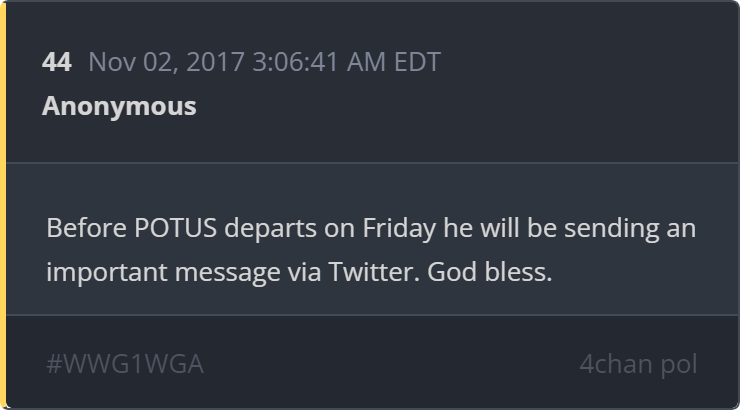 44 Nov 02, 2017 3:06:41 AM EDT
Anonymous
Before POTUS departs on Friday he will be sending an
important message via Twitter. God bless.
#WWG1WGA 4chan pol